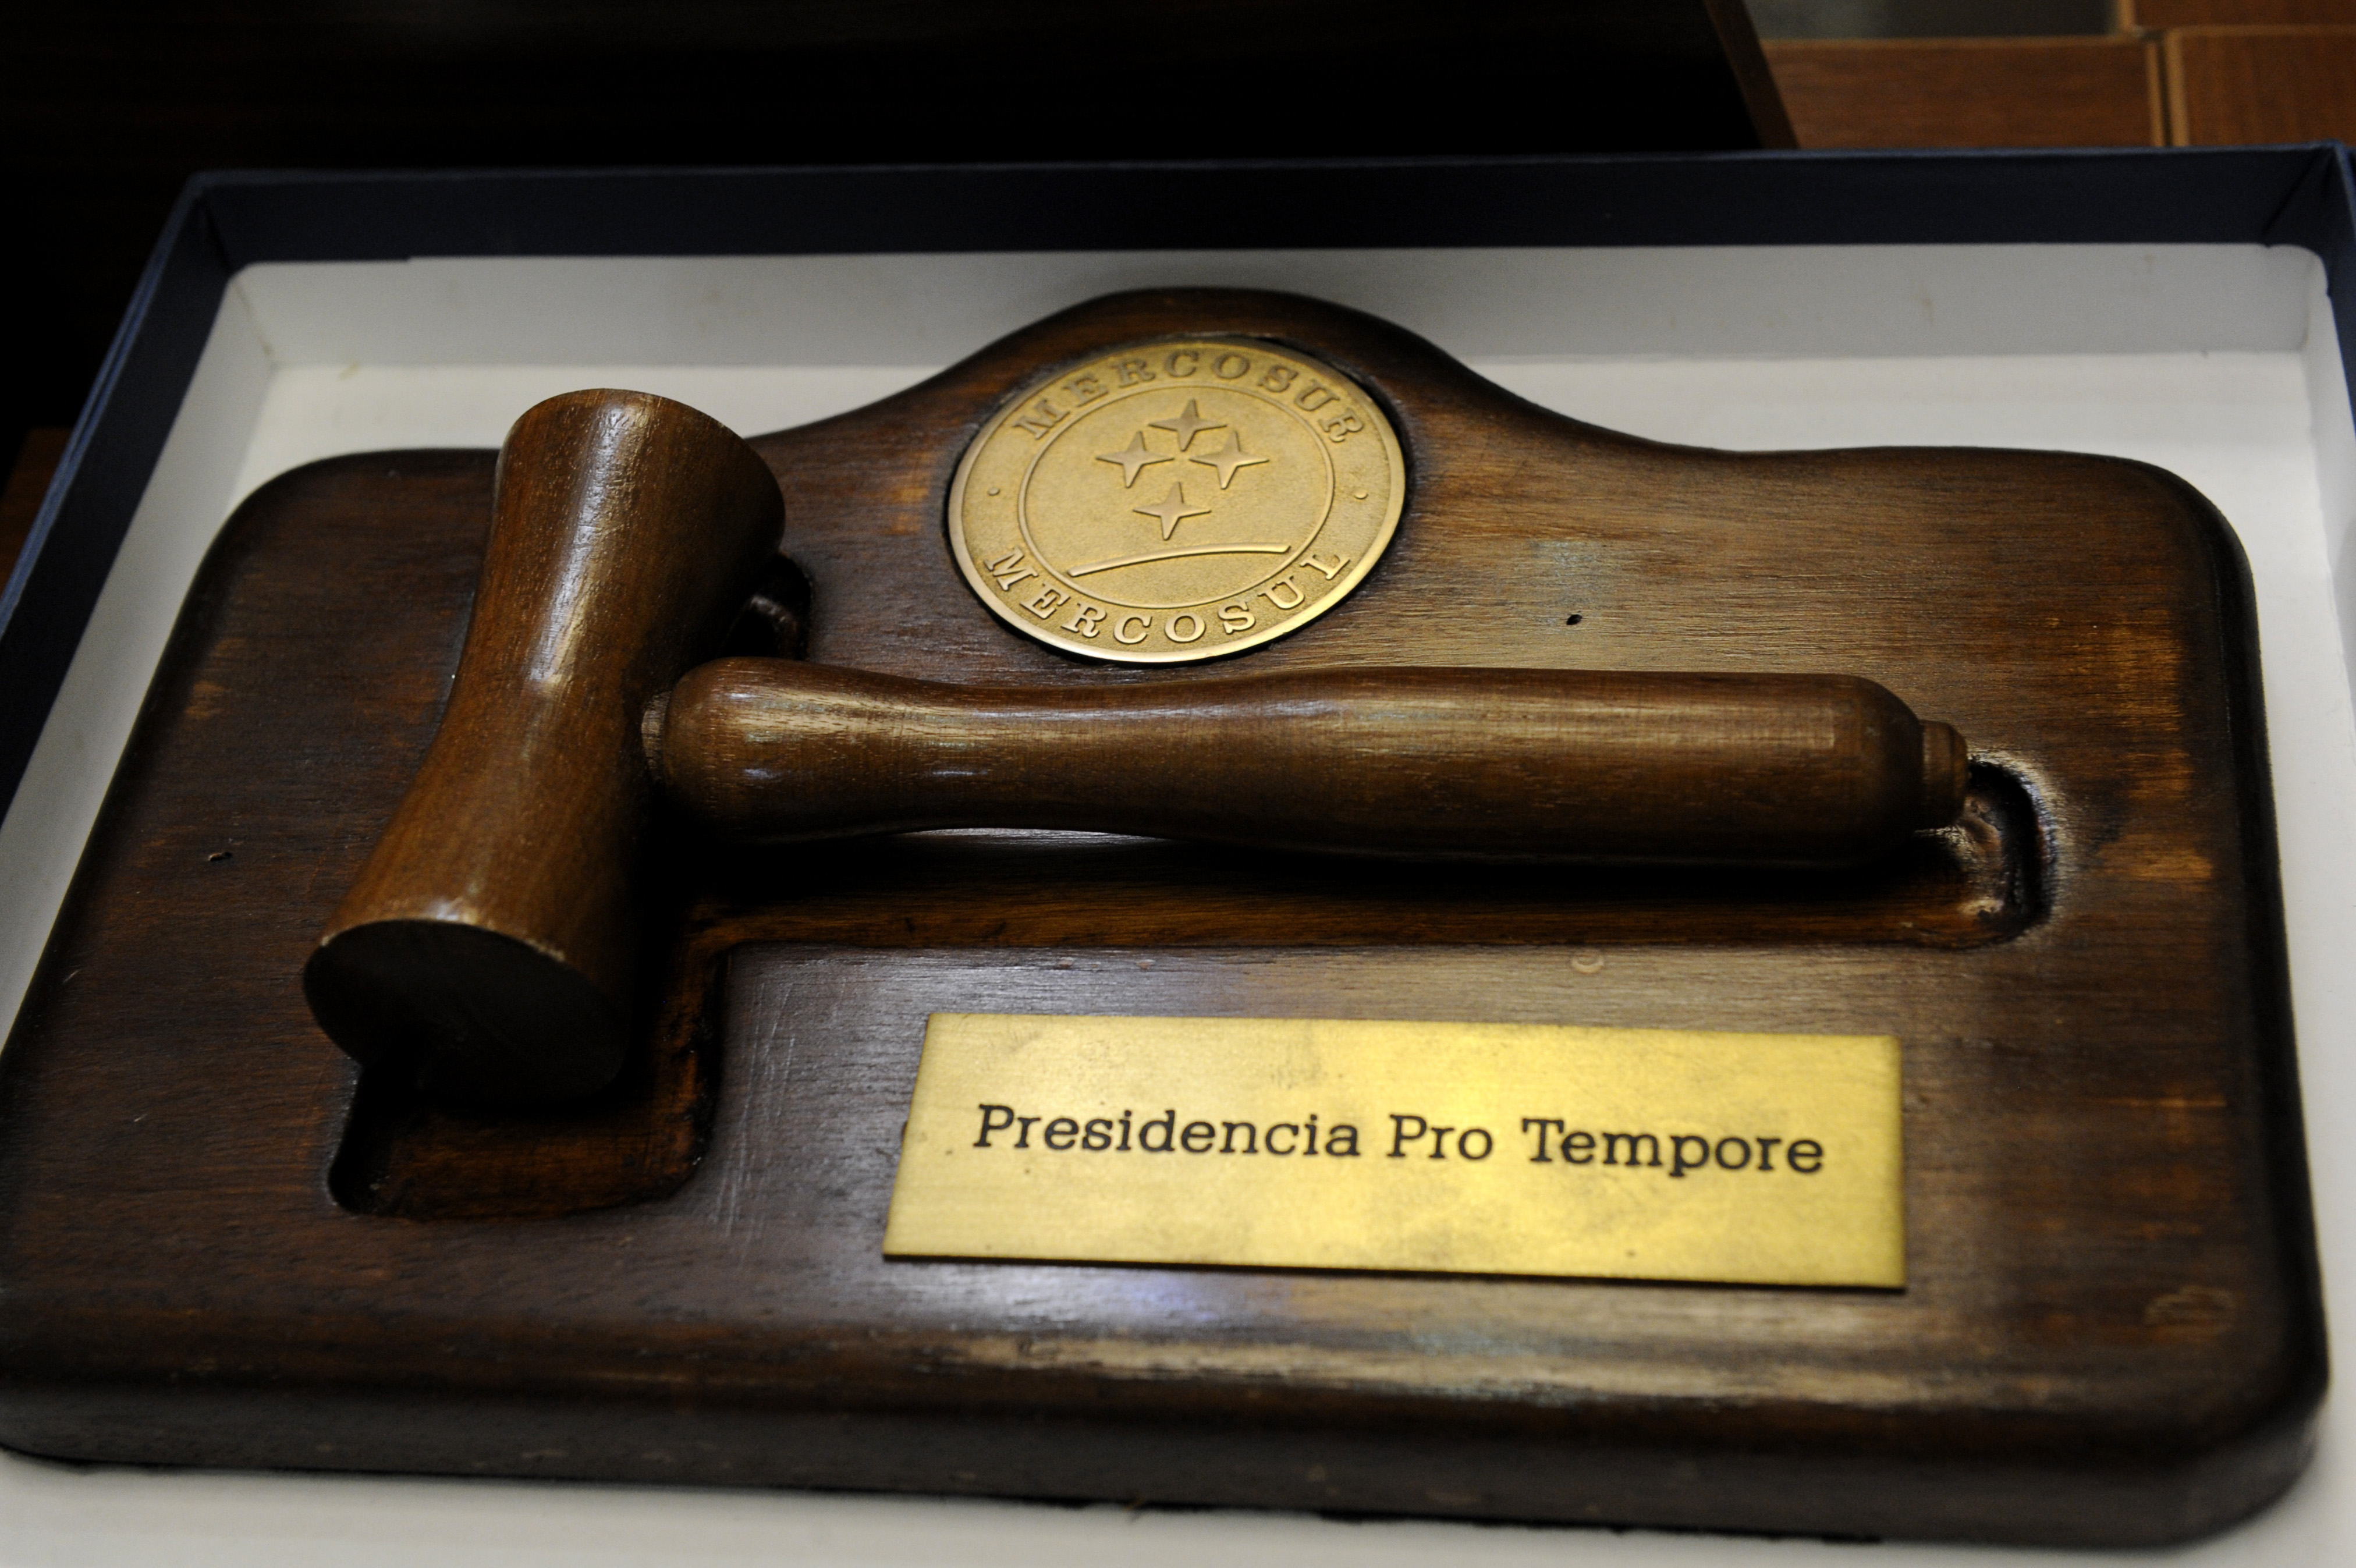 MERCOSUR
MERCOSUL
Presidencia Pro Tempore